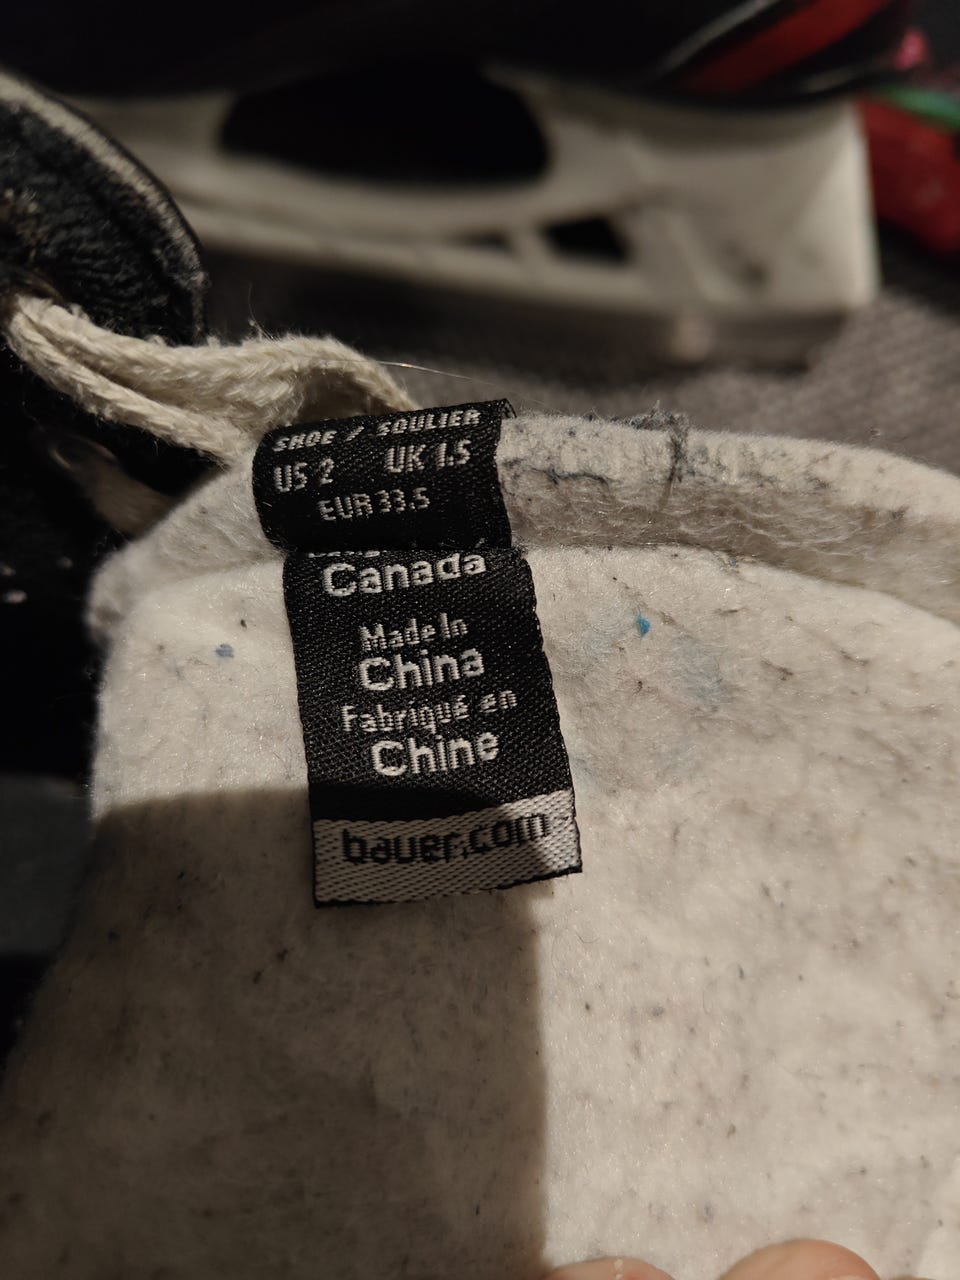 SHOE / SOULIER
US 2 UK 1.5
EUR 33.5
Canada
Made In
China
Fabriqué en
Chine
bauer.com